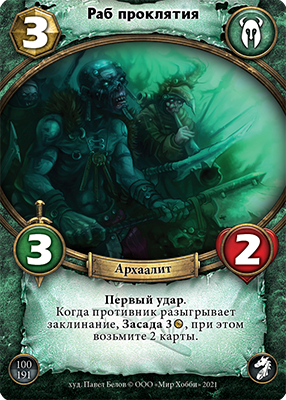 Раб проклятия
3
3
2
Архаалит
Первый удар.
Когда противник разыгрывает
заклинание, Засада 3, при этом
возьмите 2 карты.
100
191
худ. Павел Белов © ООО «Мир Хобби» 2021